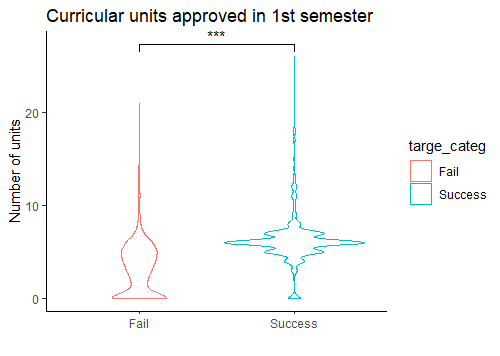 Curricular units approved in 1st semester
***
Number of units
20
10
0
Fail
Success
targe_categ
Fail
Success